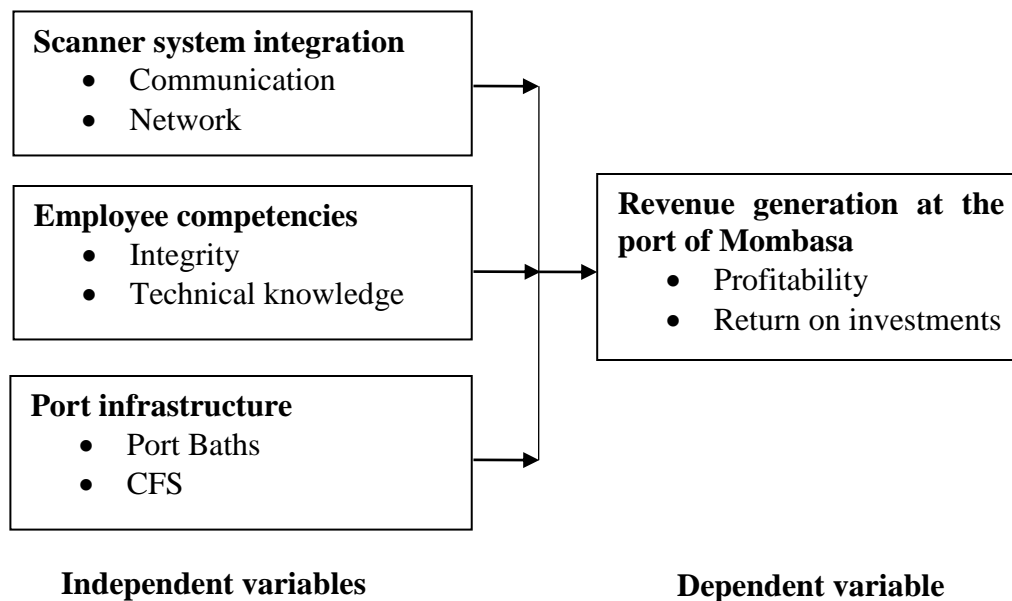 Scanner system integration
• Communication
• Network
Employee competencies
• Integrity
• Technical knowledge
Port infrastructure
• Port Baths
• CFS
Independent variables
Revenue generation at the
port of Mombasa
• Profitability
• Return on investments
Dependent variable